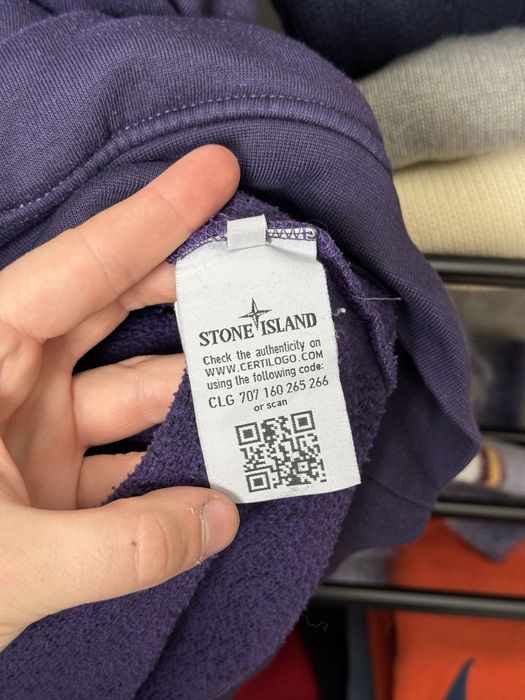 STONE ISLAND
Check the authenticity on
WWW.CERTILOGO.COM
using the following code:
CLG 707 160 265 266
or scan